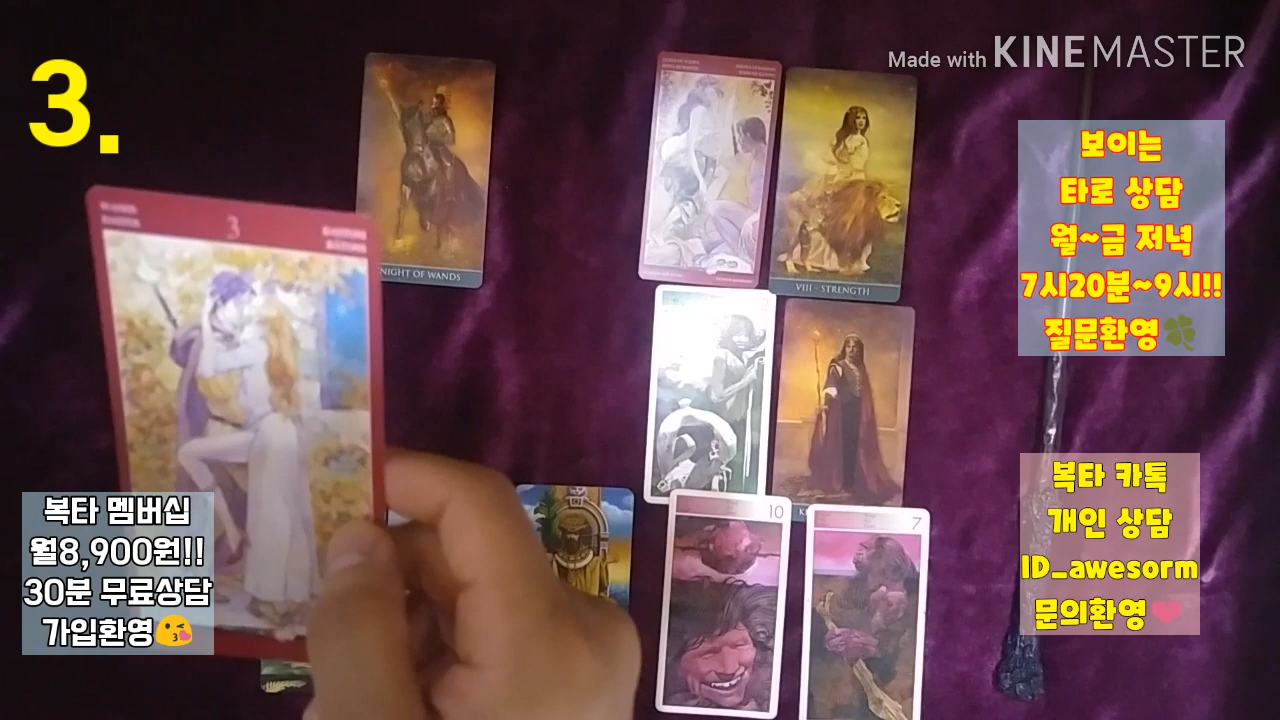 Made with KINEMASTER
3.
보이는
타로 상담
월~금 저녁
7시20분~9시!!
질문환영🍀
3
NIGHT OF WANDS
VIII - STRENGTH
10
7
복타 멤버십
월8,900원!!
30분 무료상담
가입환영😘
복타 카톡
개인 상담
ID_awesorm
문의환영❤